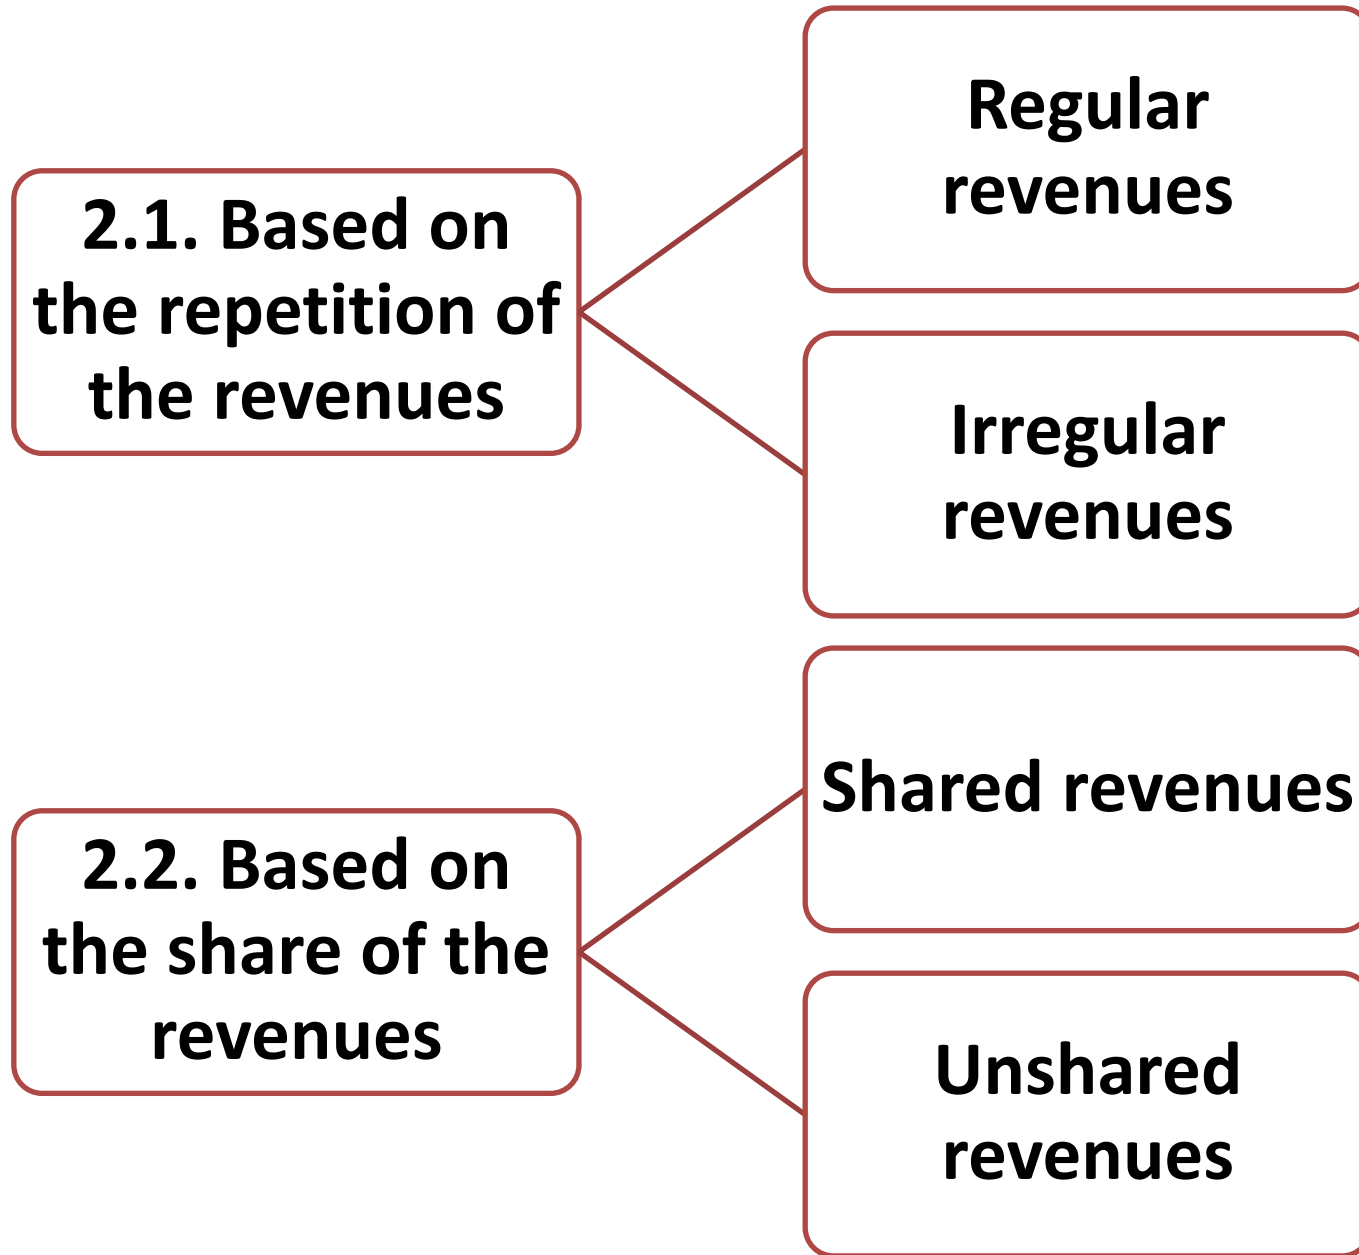 2.1. Based on
the repetition of
the revenues
Regular
revenues
Irregular
revenues
2.2. Based on
the share of the
revenues
Shared revenues
Unshared
revenues